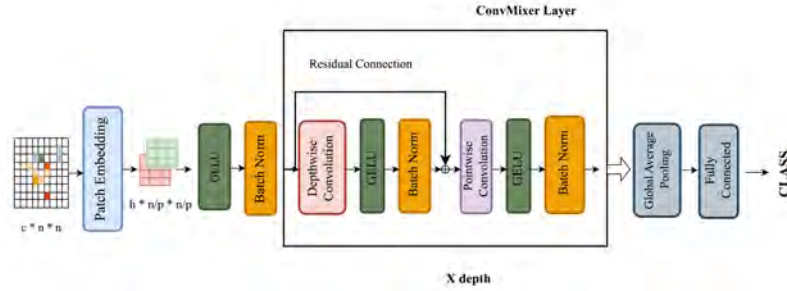 ConvMixer Layer
Residual Connection
c * n * n
Patch Embedding
h * n/p * n/p
GELU
Batch Norm
Depthwise
Convolution
GELU
Batch Norm
Pointwise
Convolution
GELU
Batch Norm
Global Average
Pooling
Fully
Connected
CLASS
X depth